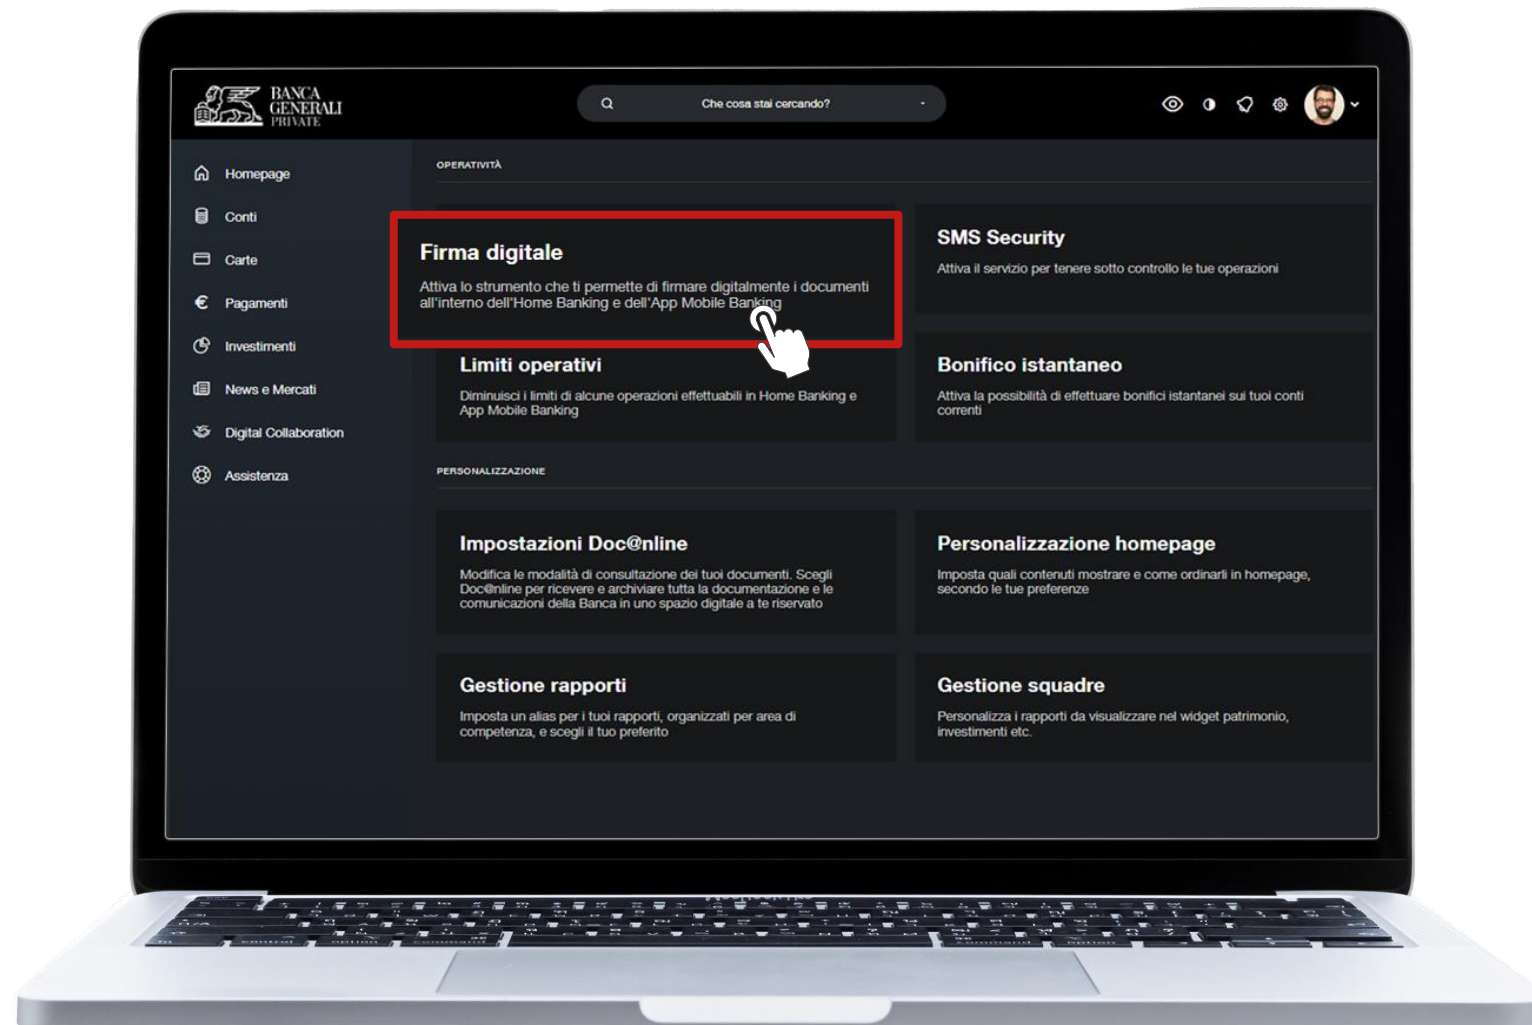 BANCA
GENERALI
PRIVATE
Che cosa stai cercando?
Homepage
Conti
Carte
Pagamenti
Investimenti
News e Mercati
Digital Collaboration
Assistenza
OPERATIVITÀ
Firma digitale
Attiva lo strumento che ti permette di firmare digitalmente i documenti
all'interno dell'Home Banking e dell'App Mobile Banking
SMS Security
Attiva il servizio per tenere sotto controllo le tue operazioni
Limiti operativi
Diminuisci i limiti di alcune operazioni effettuabili in Home Banking e
App Mobile Banking
Bonifico istantaneo
Attiva la possibilità di effettuare bonifici istantanei sui tuoi conti
correnti
PERSONALIZZAZIONE
Impostazioni Doc@nline
Modifica le modalità di consultazione dei tuoi documenti. Scegli
Doc@nline per ricevere e archiviare tutta la documentazione e le
comunicazioni della Banca in uno spazio digitale a te riservato
Personalizzazione homepage
Imposta quali contenuti mostrare e come ordinarli in homepage,
secondo le tue preferenze
Gestione rapporti
Imposta un alias per i tuoi rapporti, organizzati per area di
competenza, e scegli il tuo preferito
Gestione squadre
Personalizza i rapporti da visualizzare nel widget patrimonio,
investimenti etc.
control option command command option